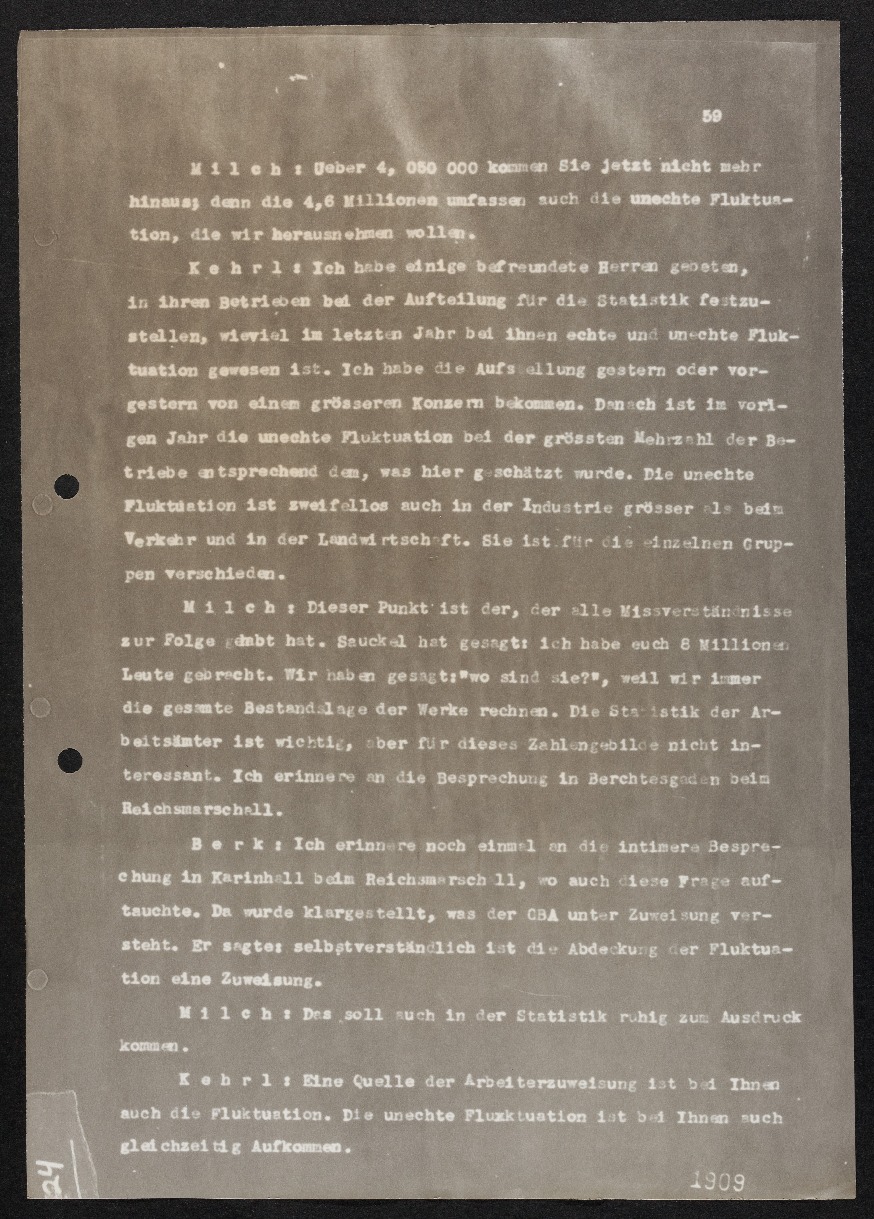 59
M i l c h : Ueber 4, 050 000 kommen Sie jetzt nicht mehr
hinaus; denn die 4,6 Millionen umfassen auch die unechte Fluktua-
tion, die wir herausnehmen wollen.
K e h r l : Ich habe einige befreundete Herren gebeten,
in ihren Betrieben bei der Aufteilung für die Statistik festzu-
stellen, wieviel im letzten Jahr bei ihnen echte und unechte Fluk-
tuation gewesen ist. Ich habe die Aufstellung gestern oder vor-
gestern von einem grösseren Konzern bekommen. Danach ist im vori-
gen Jahr die unechte Fluktuation bei der grössten Mehrzahl der Be-
triebe entsprechend dem, was hier geschätzt wurde. Die unechte
Fluktuation ist zweifellos auch in der Industrie grösser als beim
Verkehr und in der Landwirtschaft. Sie ist für die einzelnen Grup-
pen verschieden.
M i l c h : Dieser Punkt ist der, der alle Missverständnisse
zur Folge gehabt hat. Sauckel hat gesagt: ich habe euch 8 Millionen
Leute gebracht. Wir haben gesagt:"wo sind sie?", weil wir immer
die gesamte Bestandslage der Werke rechnen. Die Statistik der Ar-
beitsämter ist wichtig, aber für dieses Zahlengebilde nicht in-
teressant. Ich erinnere an die Besprechung in Berchtesgaden beim
Reichsmarschall.
B e r k : Ich erinnere noch einmal an die intimere Bespre-
chung in Karinhall beim Reichsmarschall, wo auch diese Frage auf-
tauchte. Da wurde klargestellt, was der GBA unter Zuweisung ver-
steht. Er sagte: selbstverständlich ist die Abdeckung der Fluktua-
tion eine Zuweisung.
M i l c h : Das soll auch in der Statistik ruhig zum Ausdruck
kommen.
K e h r l : Eine Quelle der Arbeiterzuweisung ist bei Ihnen
auch die Fluktuation. Die unechte Fluxktuation ist bei Ihnen auch
gleichzeitig Aufkommen.
24
1909